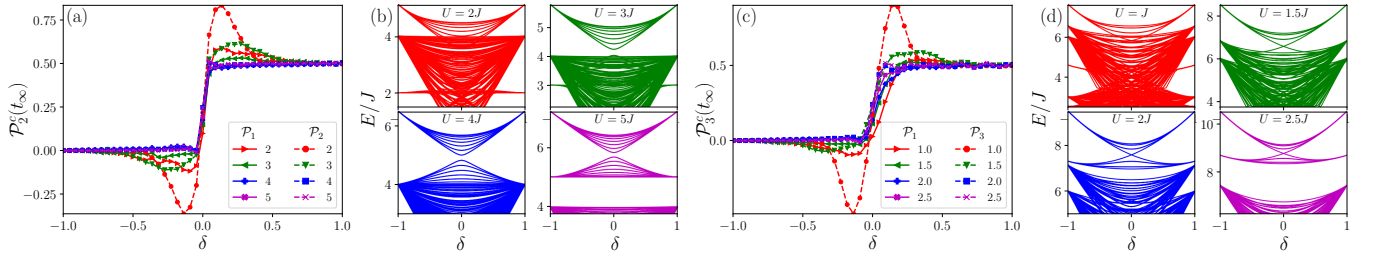 (a)
0.75
0.50
0.25
0.00
−0.25
𝒫₂ᶜ(t∞)
−1.0 −0.5 0.0 0.5 1.0
δ
𝒫₁ 𝒫₂
2 2
3 3
4 4
5 5
(b)
U = 2J
U = 3J
4
2
5
4
3
E/J
U = 4J
U = 5J
6
4
6
4
−1 0 1
−1 0 1
δ
δ
(c)
0.5
0.0
𝒫₃ᶜ(t∞)
−1.0 −0.5 0.0 0.5 1.0
δ
𝒫₁ 𝒫₃
1.0 1.0
1.5 1.5
2.0 2.0
2.5 2.5
(d)
U = J
U = 1.5J
6
4
8
6
4
E/J
U = 2J
U = 2.5J
8
6
10
8
−1 0 1
−1 0 1
δ
δ